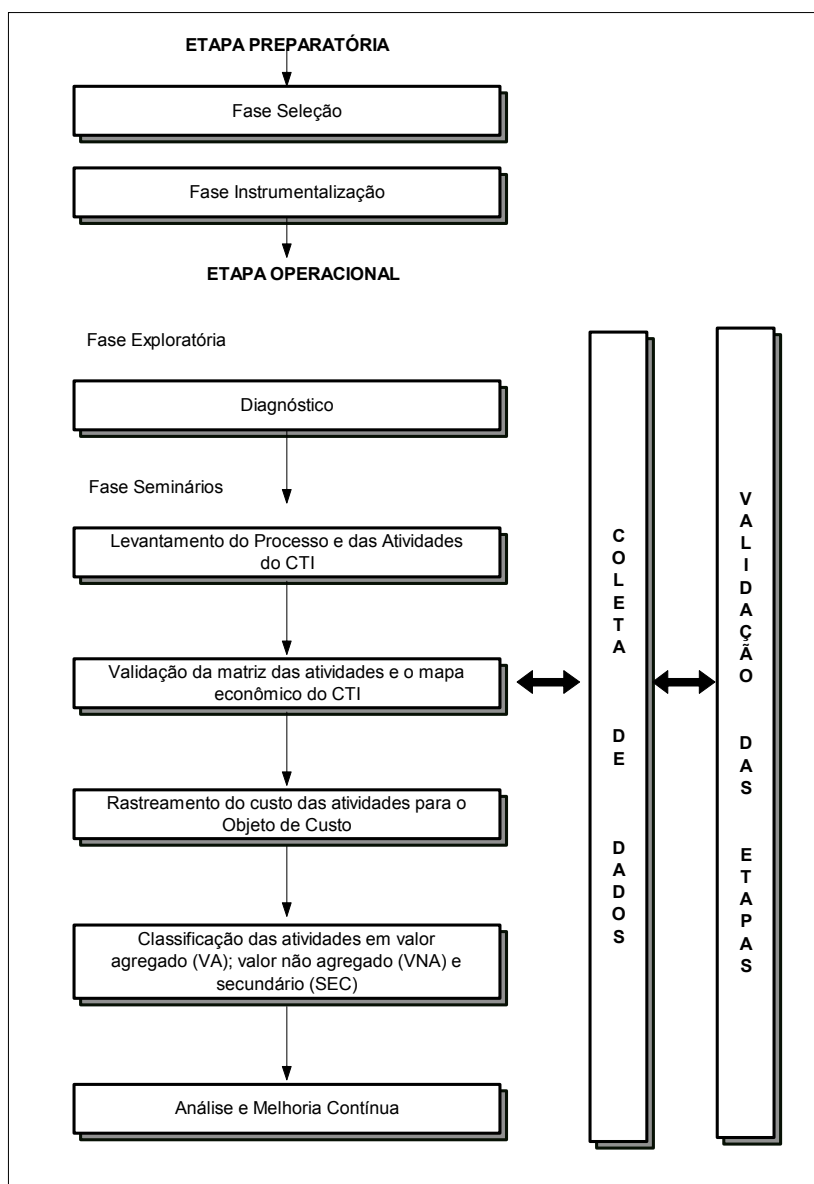 ETAPA PREPARATÓRIA
Fase Seleção
Fase Instrumentalização
ETAPA OPERACIONAL
Fase Exploratória
Diagnóstico
Fase Seminários
Levantamento do Processo e das Atividades
do CTI
Validação da matriz das atividades e o mapa
econômico do CTI
Rastreamento do custo das atividades para o
Objeto de Custo
Classificação das atividades em valor
agregado (VA); valor não agregado (VNA) e
secundário (SEC)
Análise e Melhoria Contínua
COLETA DE DADOS
VALIDAÇÃO DAS ETAPAS